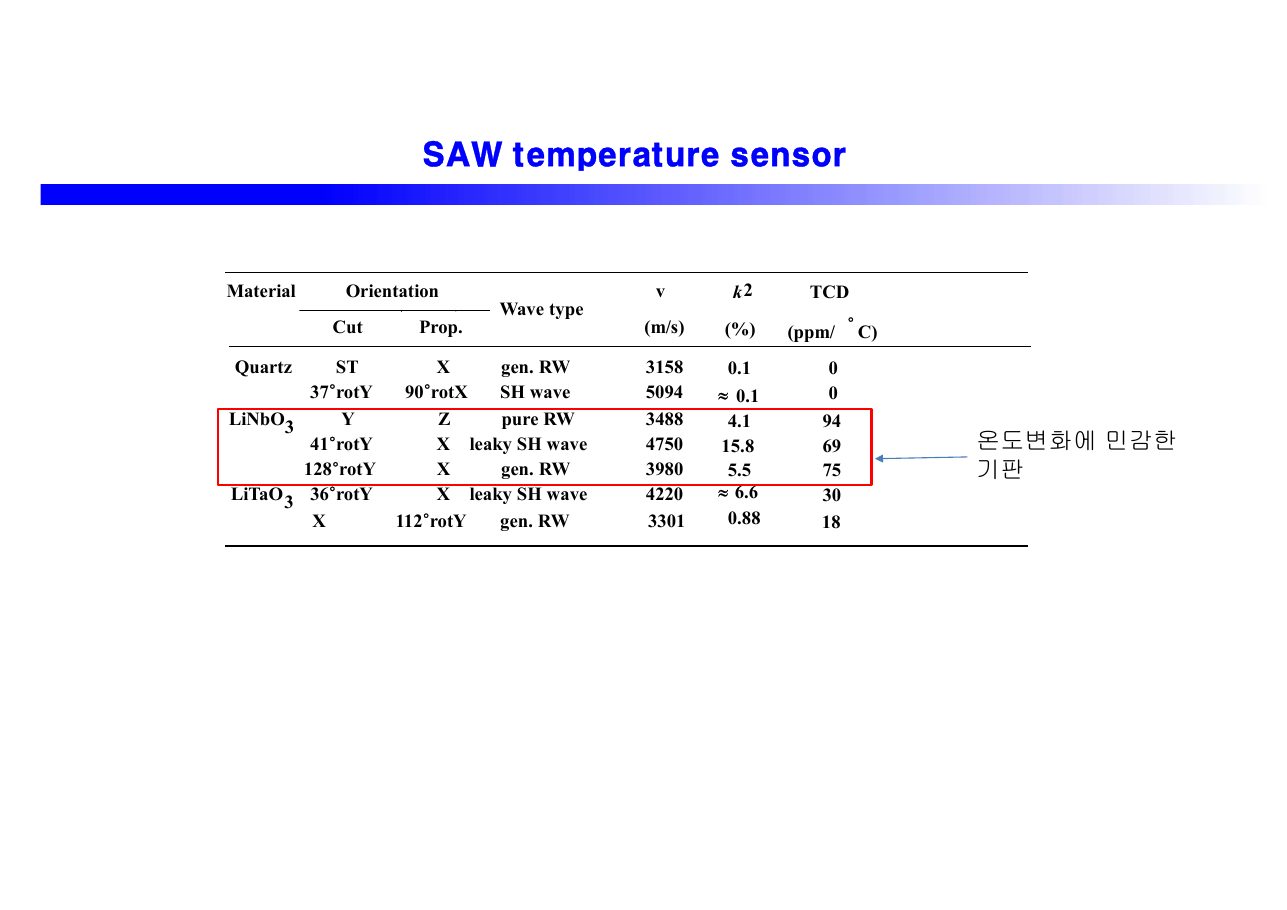 SAW temperature sensor
Material Orientation Wave type v k2 TCD
Cut Prop. (m/s) (%) (ppm/ °C)
Quartz ST X gen. RW 3158 0.1 0
37°rotY 90°rotX SH wave 5094 ≈ 0.1 0
LiNbO3 Y Z pure RW 3488 4.1 94
41°rotY X leaky SH wave 4750 15.8 69
128°rotY X gen. RW 3980 5.5 75
LiTaO3 36°rotY X leaky SH wave 4220 ≈ 6.6 30
X 112°rotY gen. RW 3301 0.88 18
온도변화에 민감한
기판